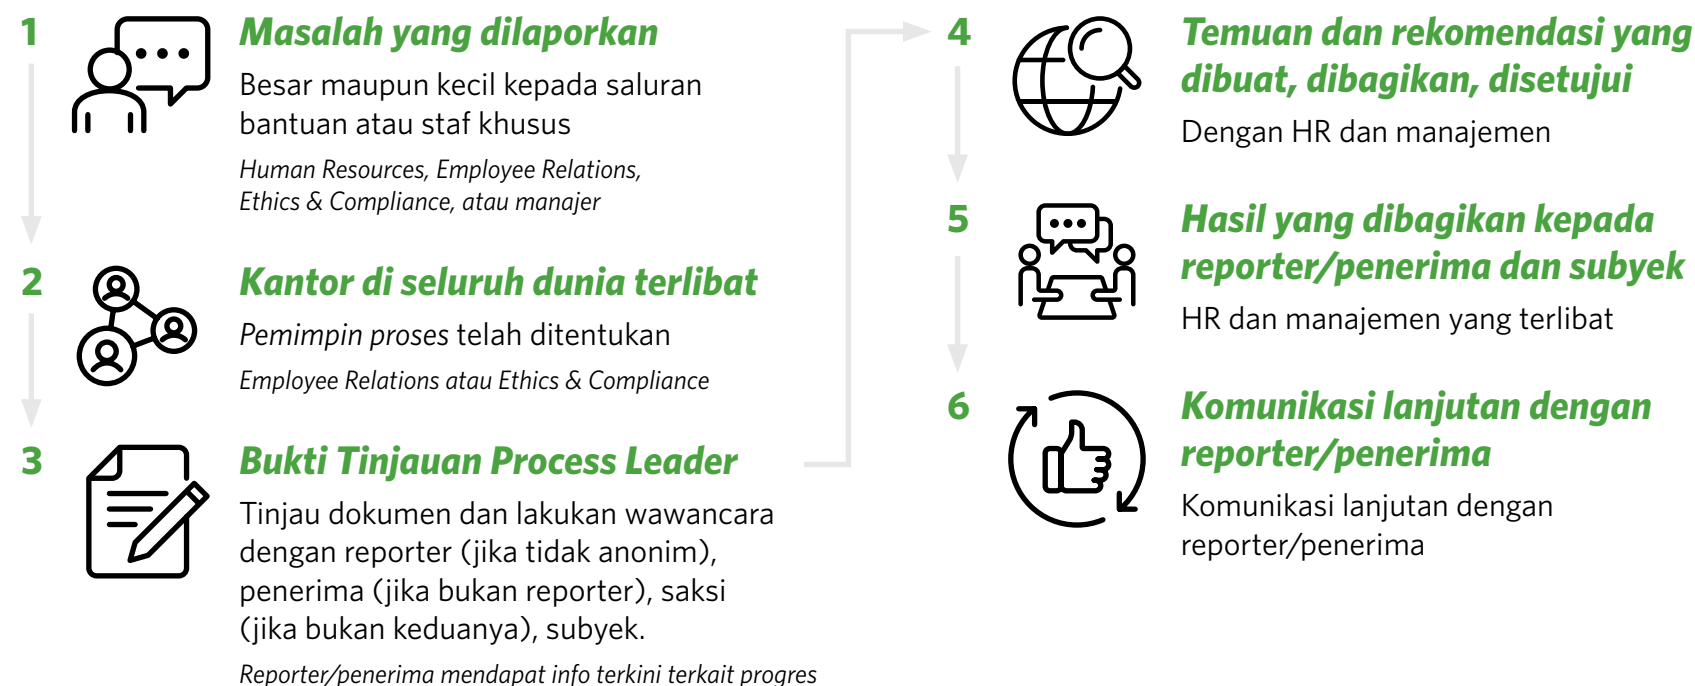 1
Masalah yang dilaporkan
Besar maupun kecil kepada saluran
bantuan atau staf khusus
Human Resources, Employee Relations,
Ethics & Compliance, atau manajer
2
Kantor di seluruh dunia terlibat
Pemimpin proses telah ditentukan
Employee Relations atau Ethics & Compliance
3
Bukti Tinjauan Process Leader
Tinjau dokumen dan lakukan wawancara
dengan reporter (jika tidak anonim),
penerima (jika bukan reporter), saksi
(jika bukan keduanya), subyek.
Reporter/penerima mendapat info terkini terkait progres
4
Temuan dan rekomendasi yang
dibuat, dibagikan, disetujui
Dengan HR dan manajemen
5
Hasil yang dibagikan kepada
reporter/penerima dan subyek
HR dan manajemen yang terlibat
6
Komunikasi lanjutan dengan
reporter/penerima
Komunikasi lanjutan dengan
reporter/penerima